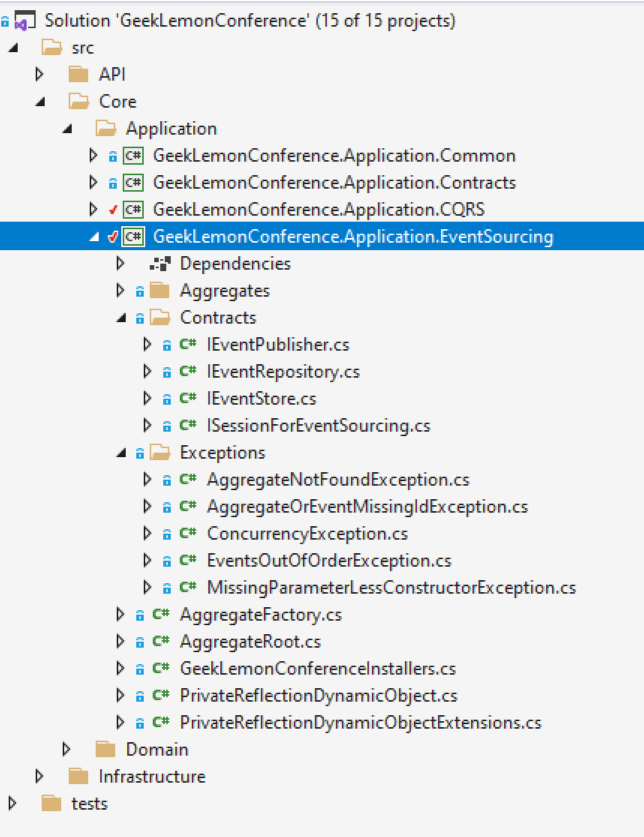 Solution 'GeekLemonConference' (15 of 15 projects)
src
API
Core
Application
C# GeekLemonConference.Application.Common
C# GeekLemonConference.Application.Contracts
C# GeekLemonConference.Application.CQRS
C# GeekLemonConference.Application.EventSourcing
Dependencies
Aggregates
Contracts
C# IEventPublisher.cs
C# IEventRepository.cs
C# IEventStore.cs
C# ISessionForEventSourcing.cs
Exceptions
C# AggregateNotFoundException.cs
C# AggregateOrEventMissingIdException.cs
C# ConcurrencyException.cs
C# EventsOutOfOrderException.cs
C# MissingParameterLessConstructorException.cs
C# AggregateFactory.cs
C# AggregateRoot.cs
C# GeekLemonConferenceInstallers.cs
C# PrivateReflectionDynamicObject.cs
C# PrivateReflectionDynamicObjectExtensions.cs
Domain
Infrastructure
tests